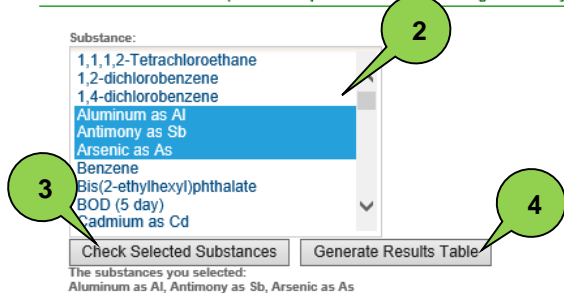 2
Substance:
1,1,1,2-Tetrachloroethane
1,2-dichlorobenzene
1,4-dichlorobenzene
Aluminum as Al
Antimony as Sb
Arsenic as As
Benzene
3
Bis(2-ethylhexyl)phthalate
BOD (5 day)
4
Cadmium as Cd
Check Selected Substances Generate Results Table
The substances you selected:
Aluminum as Al, Antimony as Sb, Arsenic as As